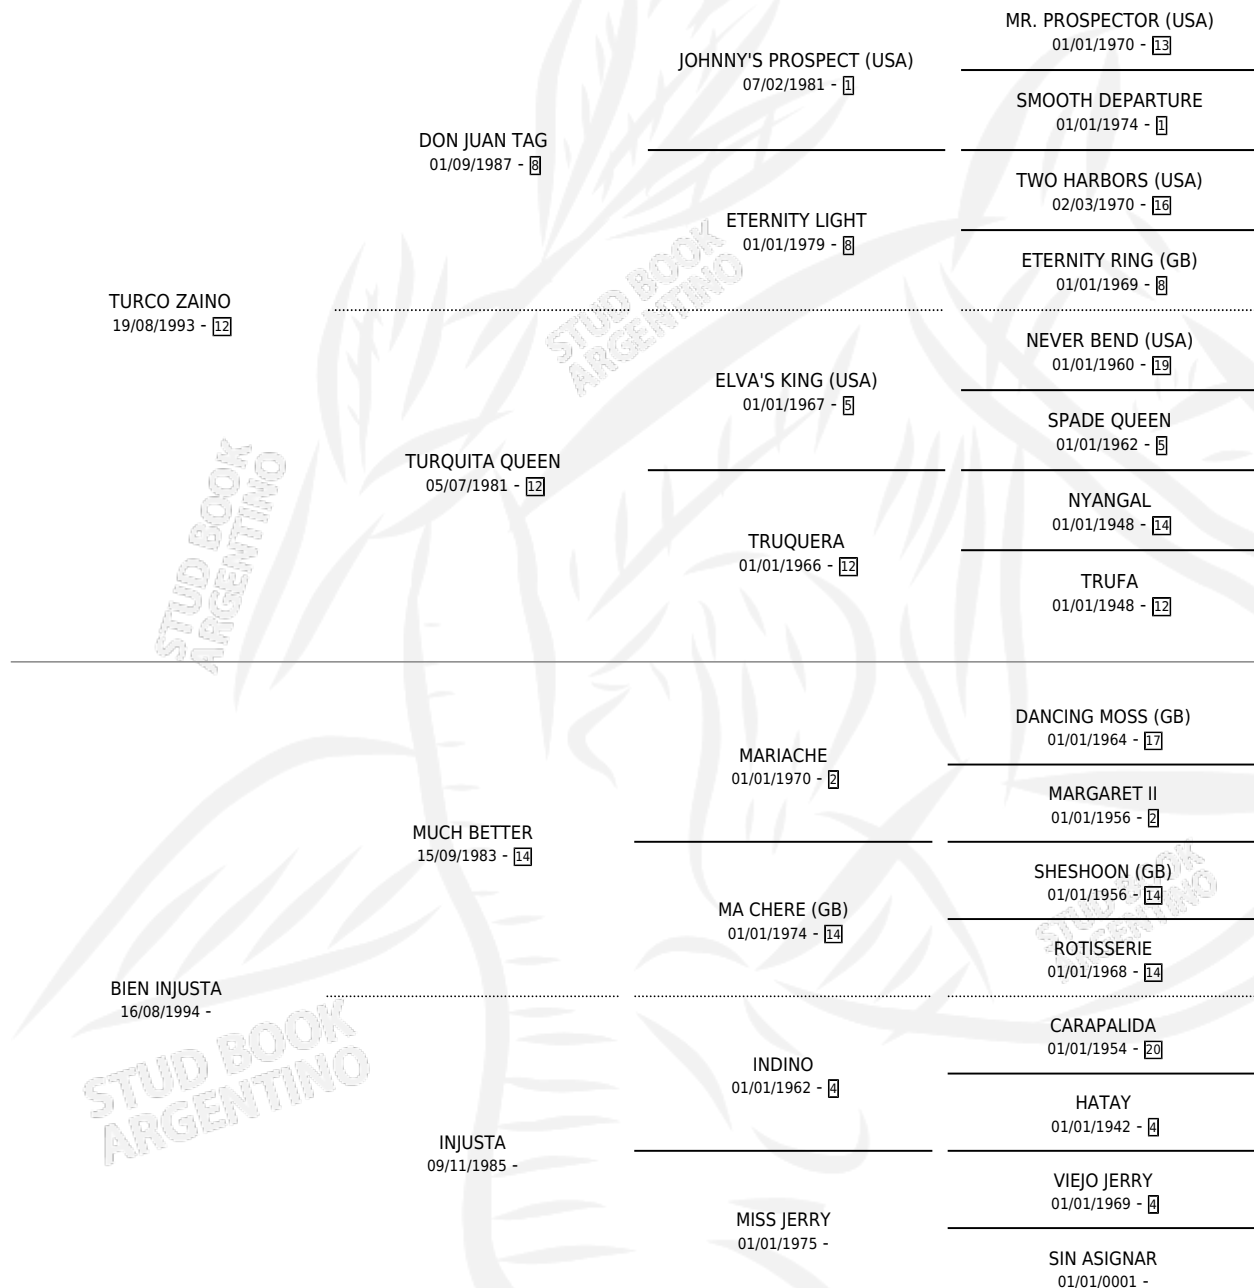 MR. PROSPECTOR (USA)
01/01/1970 - 13
JOHNNY'S PROSPECT (USA)
07/02/1981 - 1
SMOOTH DEPARTURE
01/01/1974 - 1
DON JUAN TAG
01/09/1987 - 8
TWO HARBORS (USA)
02/03/1970 - 16
ETERNITY LIGHT
01/01/1979 - 8
ETERNITY RING (GB)
01/01/1969 - 8
STUD BOOK
ARGENTINO
TURCO ZAINO
19/08/1993 - 12
NEVER BEND (USA)
01/01/1960 - 19
ELVA'S KING (USA)
01/01/1967 - 5
SPADE QUEEN
01/01/1962 - 5
TURQUITA QUEEN
05/07/1981 - 12
NYANGAL
01/01/1948 - 14
TRUQUERA
01/01/1966 - 12
TRUFA
01/01/1948 - 12
STUD BOOK
ARGENTINO
DANCING MOSS (GB)
01/01/1964 - 17
MARIACHE
01/01/1970 - 2
MARGARET II
01/01/1956 - 2
MUCH BETTER
15/09/1983 - 14
SHESHOON (GB)
01/01/1956 - 14
MA CHERE (GB)
01/01/1974 - 14
ROTISSERIE
01/01/1968 - 14
STUD BOOK
ARGENTINO
BIEN INJUSTA
16/08/1994 -
CARAPALIDA
01/01/1954 - 20
INDINO
01/01/1962 - 4
HATAY
01/01/1942 - 4
STUD BOOK
ARGENTINO
INJUSTA
09/11/1985 -
VIEJO JERRY
01/01/1969 - 4
MISS JERRY
01/01/1975 -
SIN ASIGNAR
01/01/0001 -